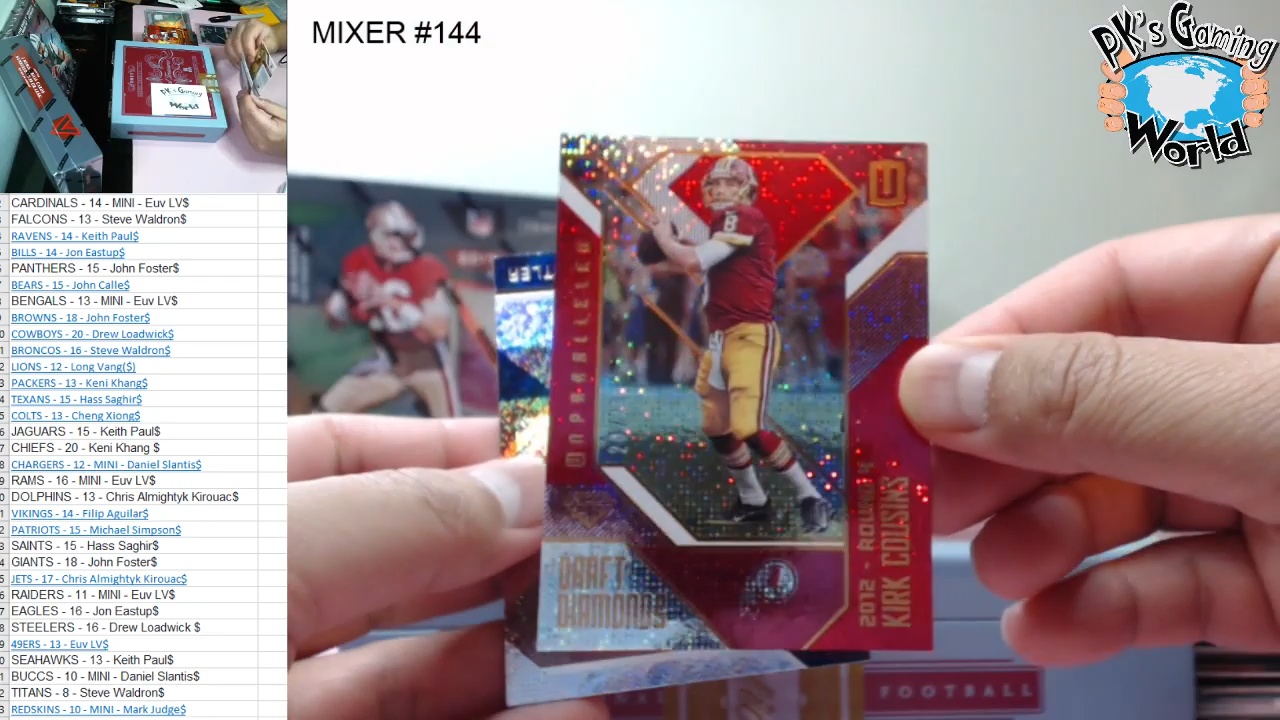 MIXER #144
PK's Gaming
World
CARDINALS - 14 - MINI - Euv LV$
FALCONS - 13 - Steve Waldron$
RAVENS - 14 - Keith Paul$
BILLS - 14 - Jon Eastup$
PANTHERS - 15 - John Foster$
BEARS - 15 - John Calle$
BENGALS - 13 - MINI - Euv LV$
BROWNS - 18 - John Foster$
COWBOYS - 20 - Drew Loadwick$
BRONCOS - 16 - Steve Waldron$
LIONS - 12 - Long Vang($)
PACKERS - 13 - Keni Khang$
TEXANS - 15 - Hass Saghir$
COLTS - 13 - Cheng Xiong$
JAGUARS - 15 - Keith Paul$
CHIEFS - 20 - Keni Khang $
CHARGERS - 12 - MINI - Daniel Slantis$
RAMS - 16 - MINI - Euv LV$
DOLPHINS - 13 - Chris Almightyk Kirouac$
VIKINGS - 14 - Filip Aguilar$
PATRIOTS - 15 - Michael Simpson$
SAINTS - 15 - Hass Saghir$
GIANTS - 18 - John Foster$
JETS - 17 - Chris Almightyk Kirouac$
RAIDERS - 11 - MINI - Euv LV$
EAGLES - 16 - Jon Eastup$
STEELERS - 16 - Drew Loadwick $
49ERS - 13 - Euv LV$
SEAHAWKS - 13 - Keith Paul$
BUCCS - 10 - MINI - Daniel Slantis$
TITANS - 8 - Steve Waldron$
REDSKINS - 10 - MINI - Mark Judge$
UNPARALLELED
8
DRAFT
DIAMONDS
2012 - ROUND 4
KIRK COUSINS
FOOTBALL
PK's Gaming
World